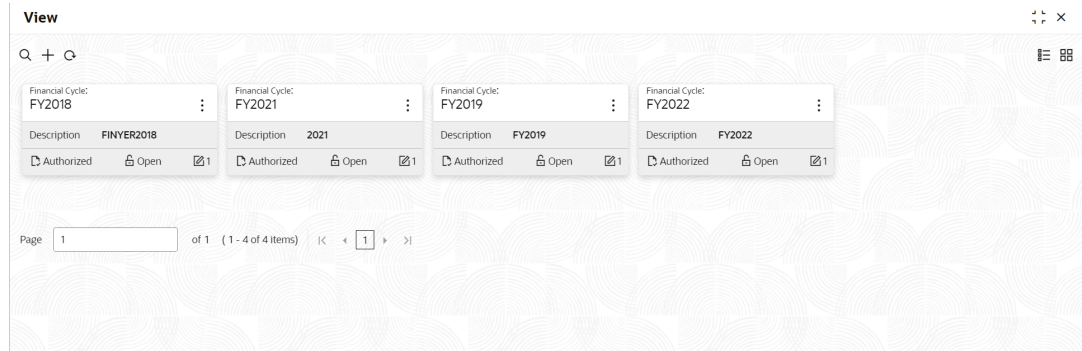 View
Financial Cycle:
FY2018
Description FINYER2018
Authorized Open 1
Financial Cycle:
FY2021
Description 2021
Authorized Open 1
Financial Cycle:
FY2019
Description FY2019
Authorized Open 1
Financial Cycle:
FY2022
Description FY2022
Authorized Open 1
Page 1 of 1 ( 1 - 4 of 4 items) 1